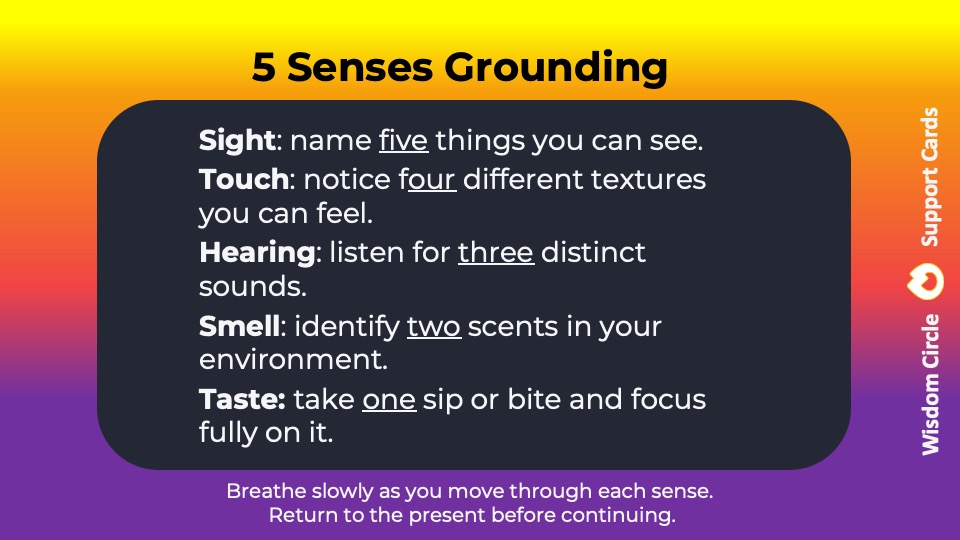 5 Senses Grounding
Sight: name five things you can see.
Touch: notice four different textures
you can feel.
Hearing: listen for three distinct
sounds.
Smell: identify two scents in your
environment.
Taste: take one sip or bite and focus
fully on it.
Breathe slowly as you move through each sense.
Return to the present before continuing.
Wisdom Circle Support Cards